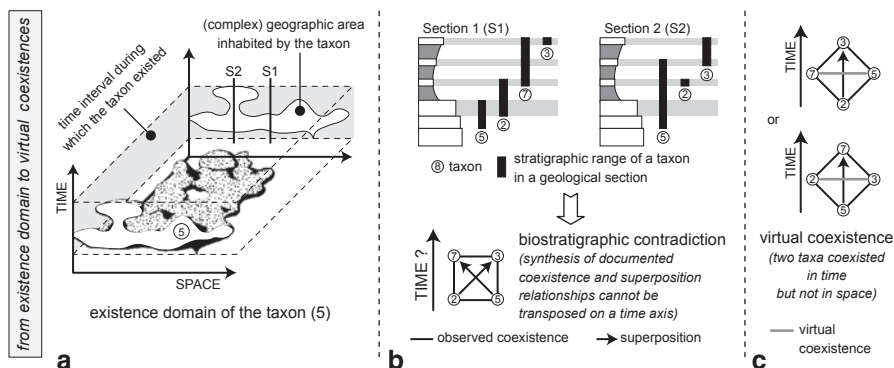 from existence domain to virtual coexistences
(complex) geographic area
inhabited by the taxon
time interval during
which the taxon existed
S2
S1
TIME
5
SPACE
existence domain of the taxon (5)
a
Section 1 (S1)
Section 2 (S2)
3
7
2
5
3
2
5
8 taxon
stratigraphic range of a taxon
in a geological section
TIME ?
7
3
2
5
biostratigraphic contradiction
(synthesis of documented
coexistence and superposition
relationships cannot be
transposed on a time axis)
observed coexistence
superposition
b
TIME
3
7
5
2
or
TIME
7
2
3
5
virtual coexistence
(two taxa coexisted
in time
but not in space)
virtual
coexistence
c